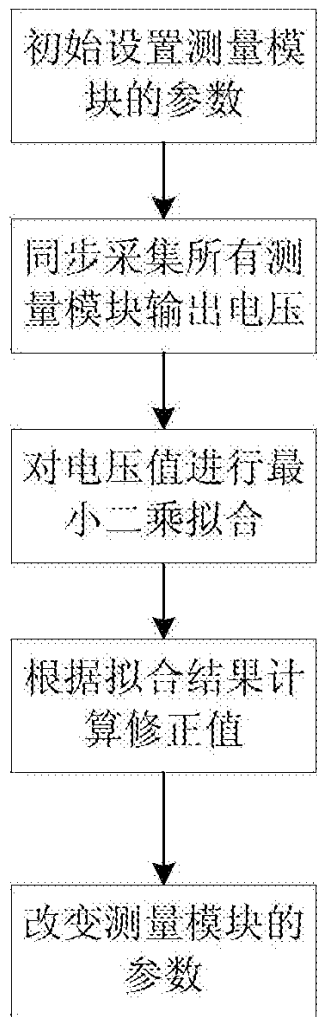 初始设置测量模
块的参数
同步采集所有测
量模块输出电压
对电压值进行最
小二乘拟合
根据拟合结果计
算修正值
改变测量模块的
参数